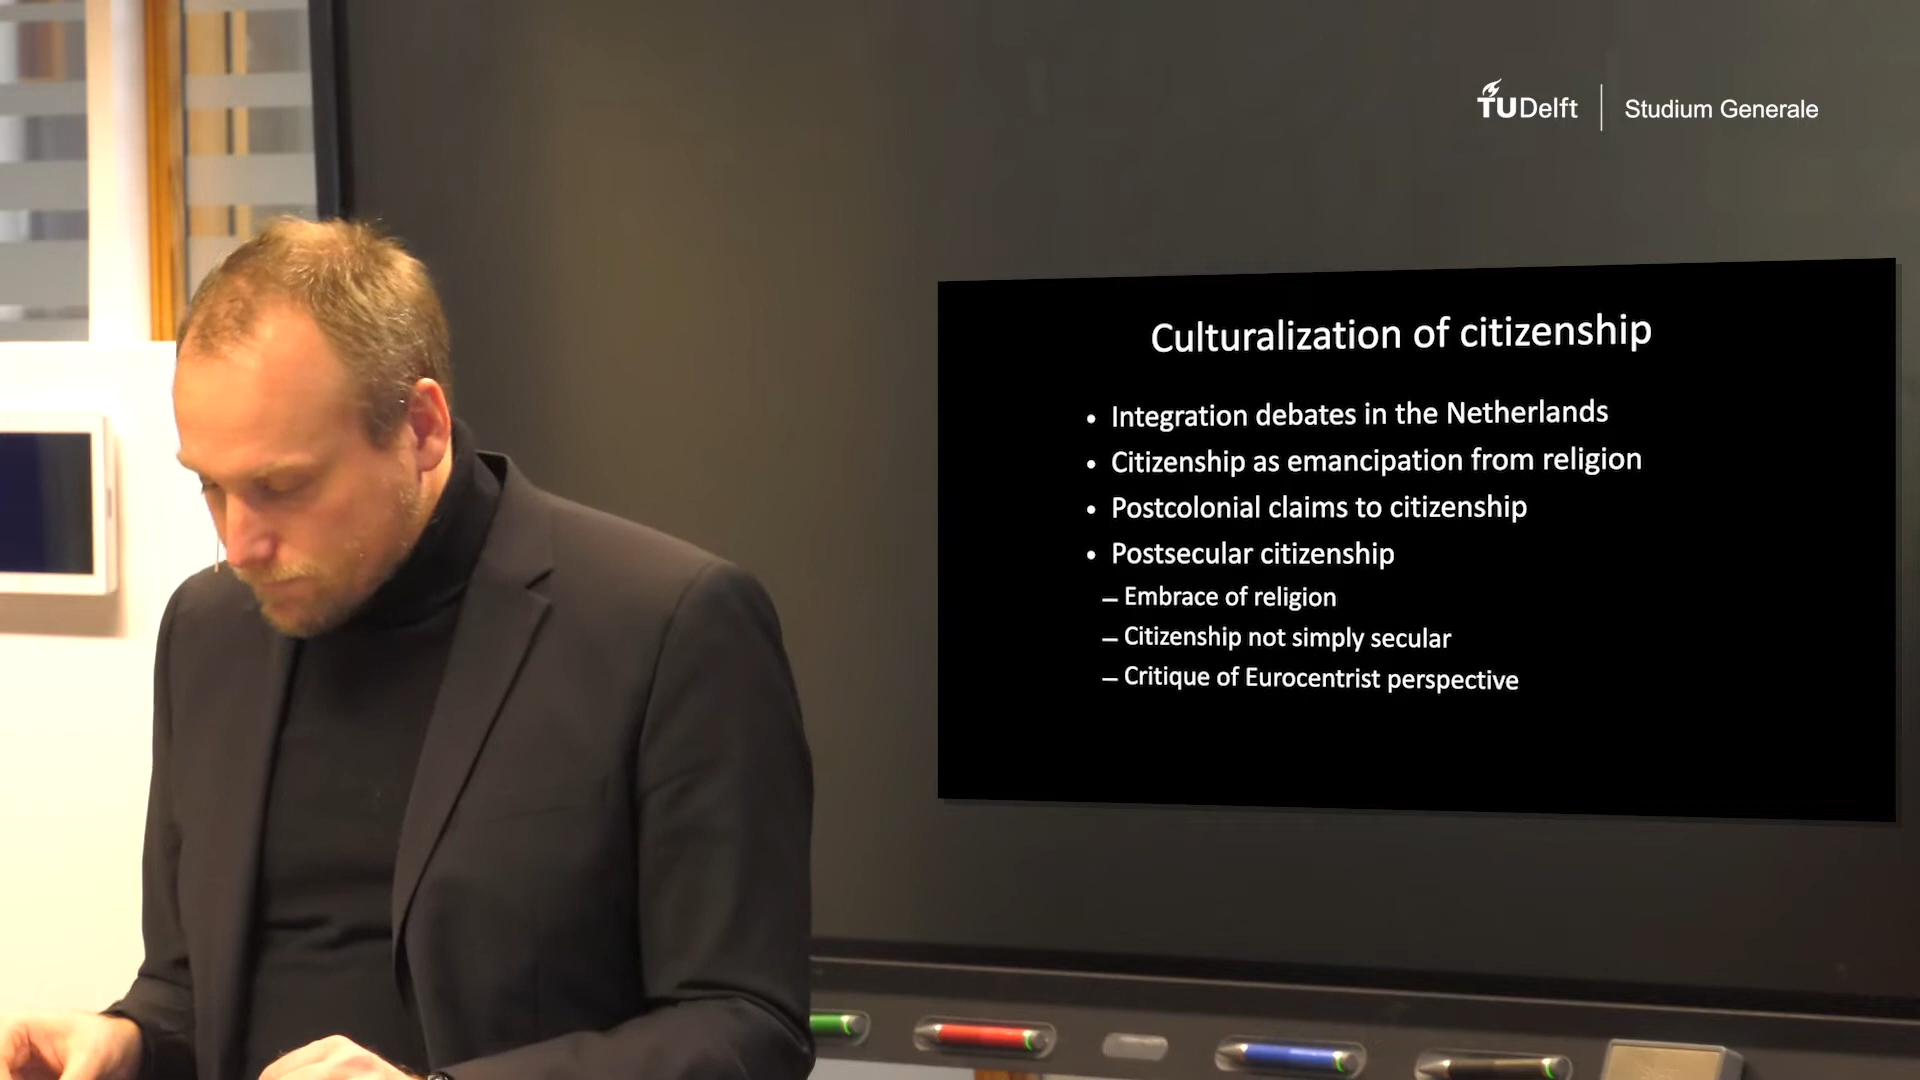 TUDelft | Studium Generale
Culturalization of citizenship
• Integration debates in the Netherlands
• Citizenship as emancipation from religion
• Postcolonial claims to citizenship
• Postsecular citizenship
– Embrace of religion
– Citizenship not simply secular
– Critique of Eurocentrist perspective